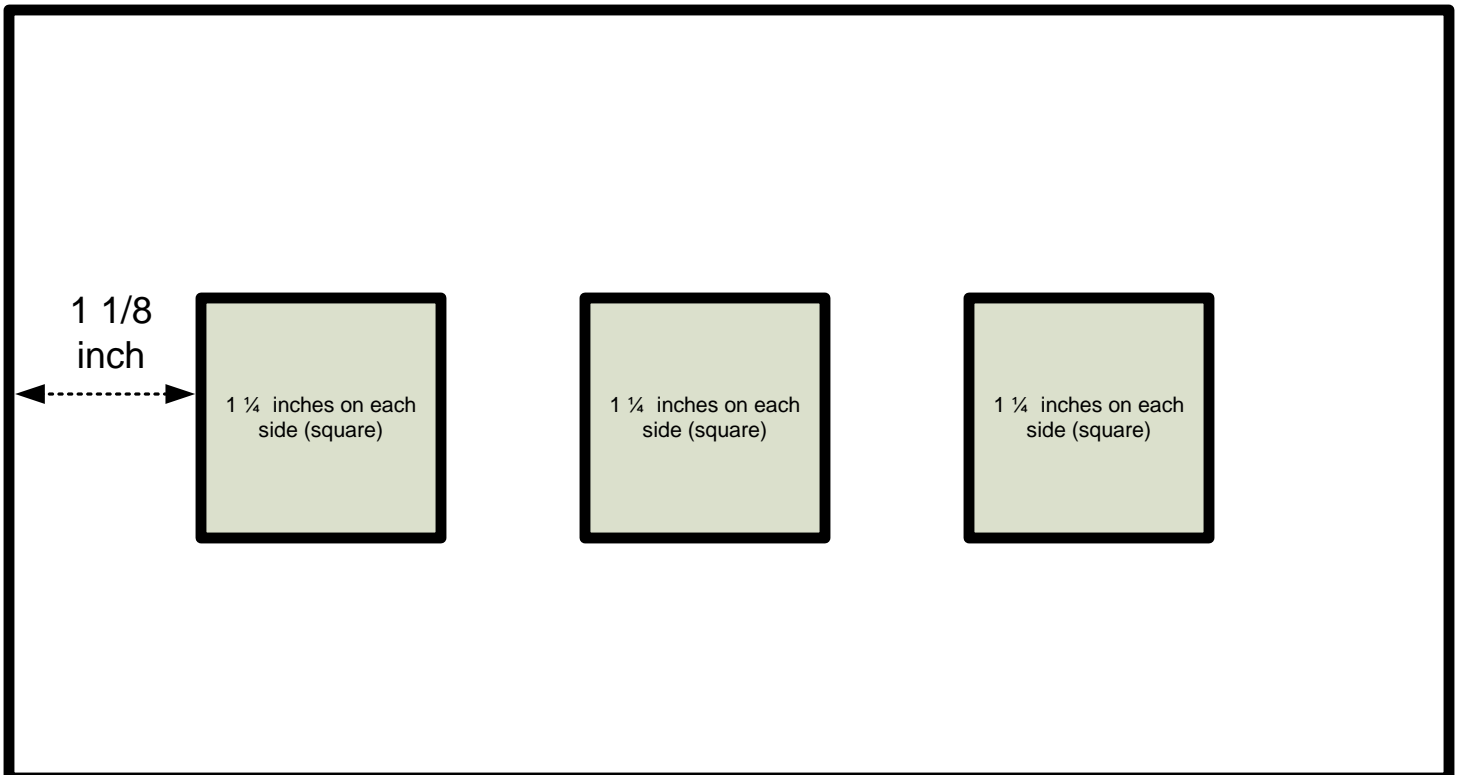 1 1/8
inch
1 ¼  inches on each
side (square)
1 ¼  inches on each
side (square)
1 ¼  inches on each
side (square)